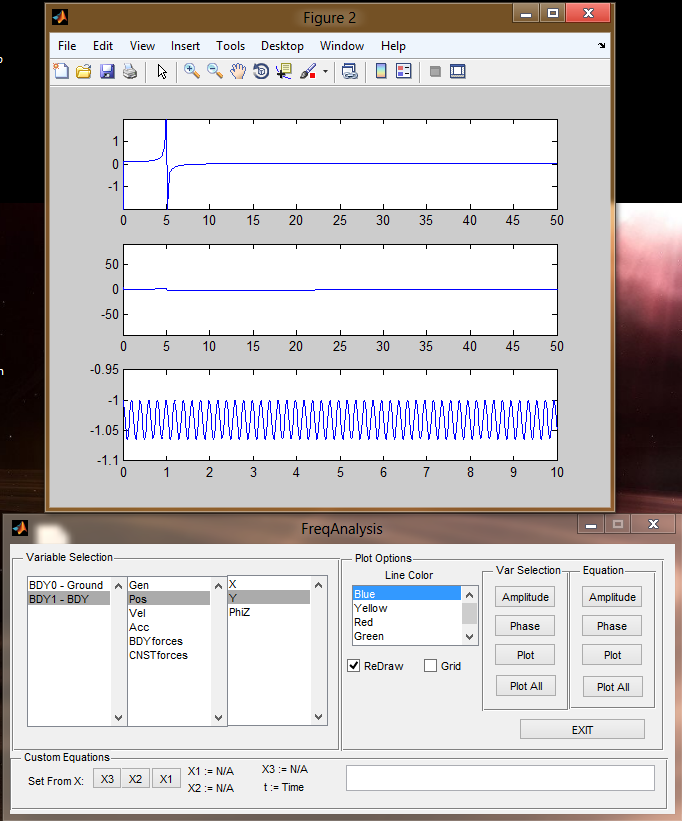 Figure 2
File Edit View Insert Tools Desktop Window Help
1
0
-1
0 5 10 15 20 25 30 35 40 45 50
50
0
-50
0 5 10 15 20 25 30 35 40 45 50
-0.95
-1
-1.05
-1.1
0 1 2 3 4 5 6 7 8 9 10
FreqAnalysis
Variable Selection
BDY0 - Ground
BDY1 - BDY
Gen
Pos
Vel
Acc
BDYforces
CNSTforces
X
Y
PhiZ
Plot Options
Line Color
Blue
Yellow
Red
Green
ReDraw Grid
Var Selection
Amplitude
Phase
Plot
Plot All
Equation
Amplitude
Phase
Plot
Plot All
EXIT
Custom Equations
Set From X: X3 X2 X1
X1 := N/A X3 := N/A
X2 := N/A t := Time